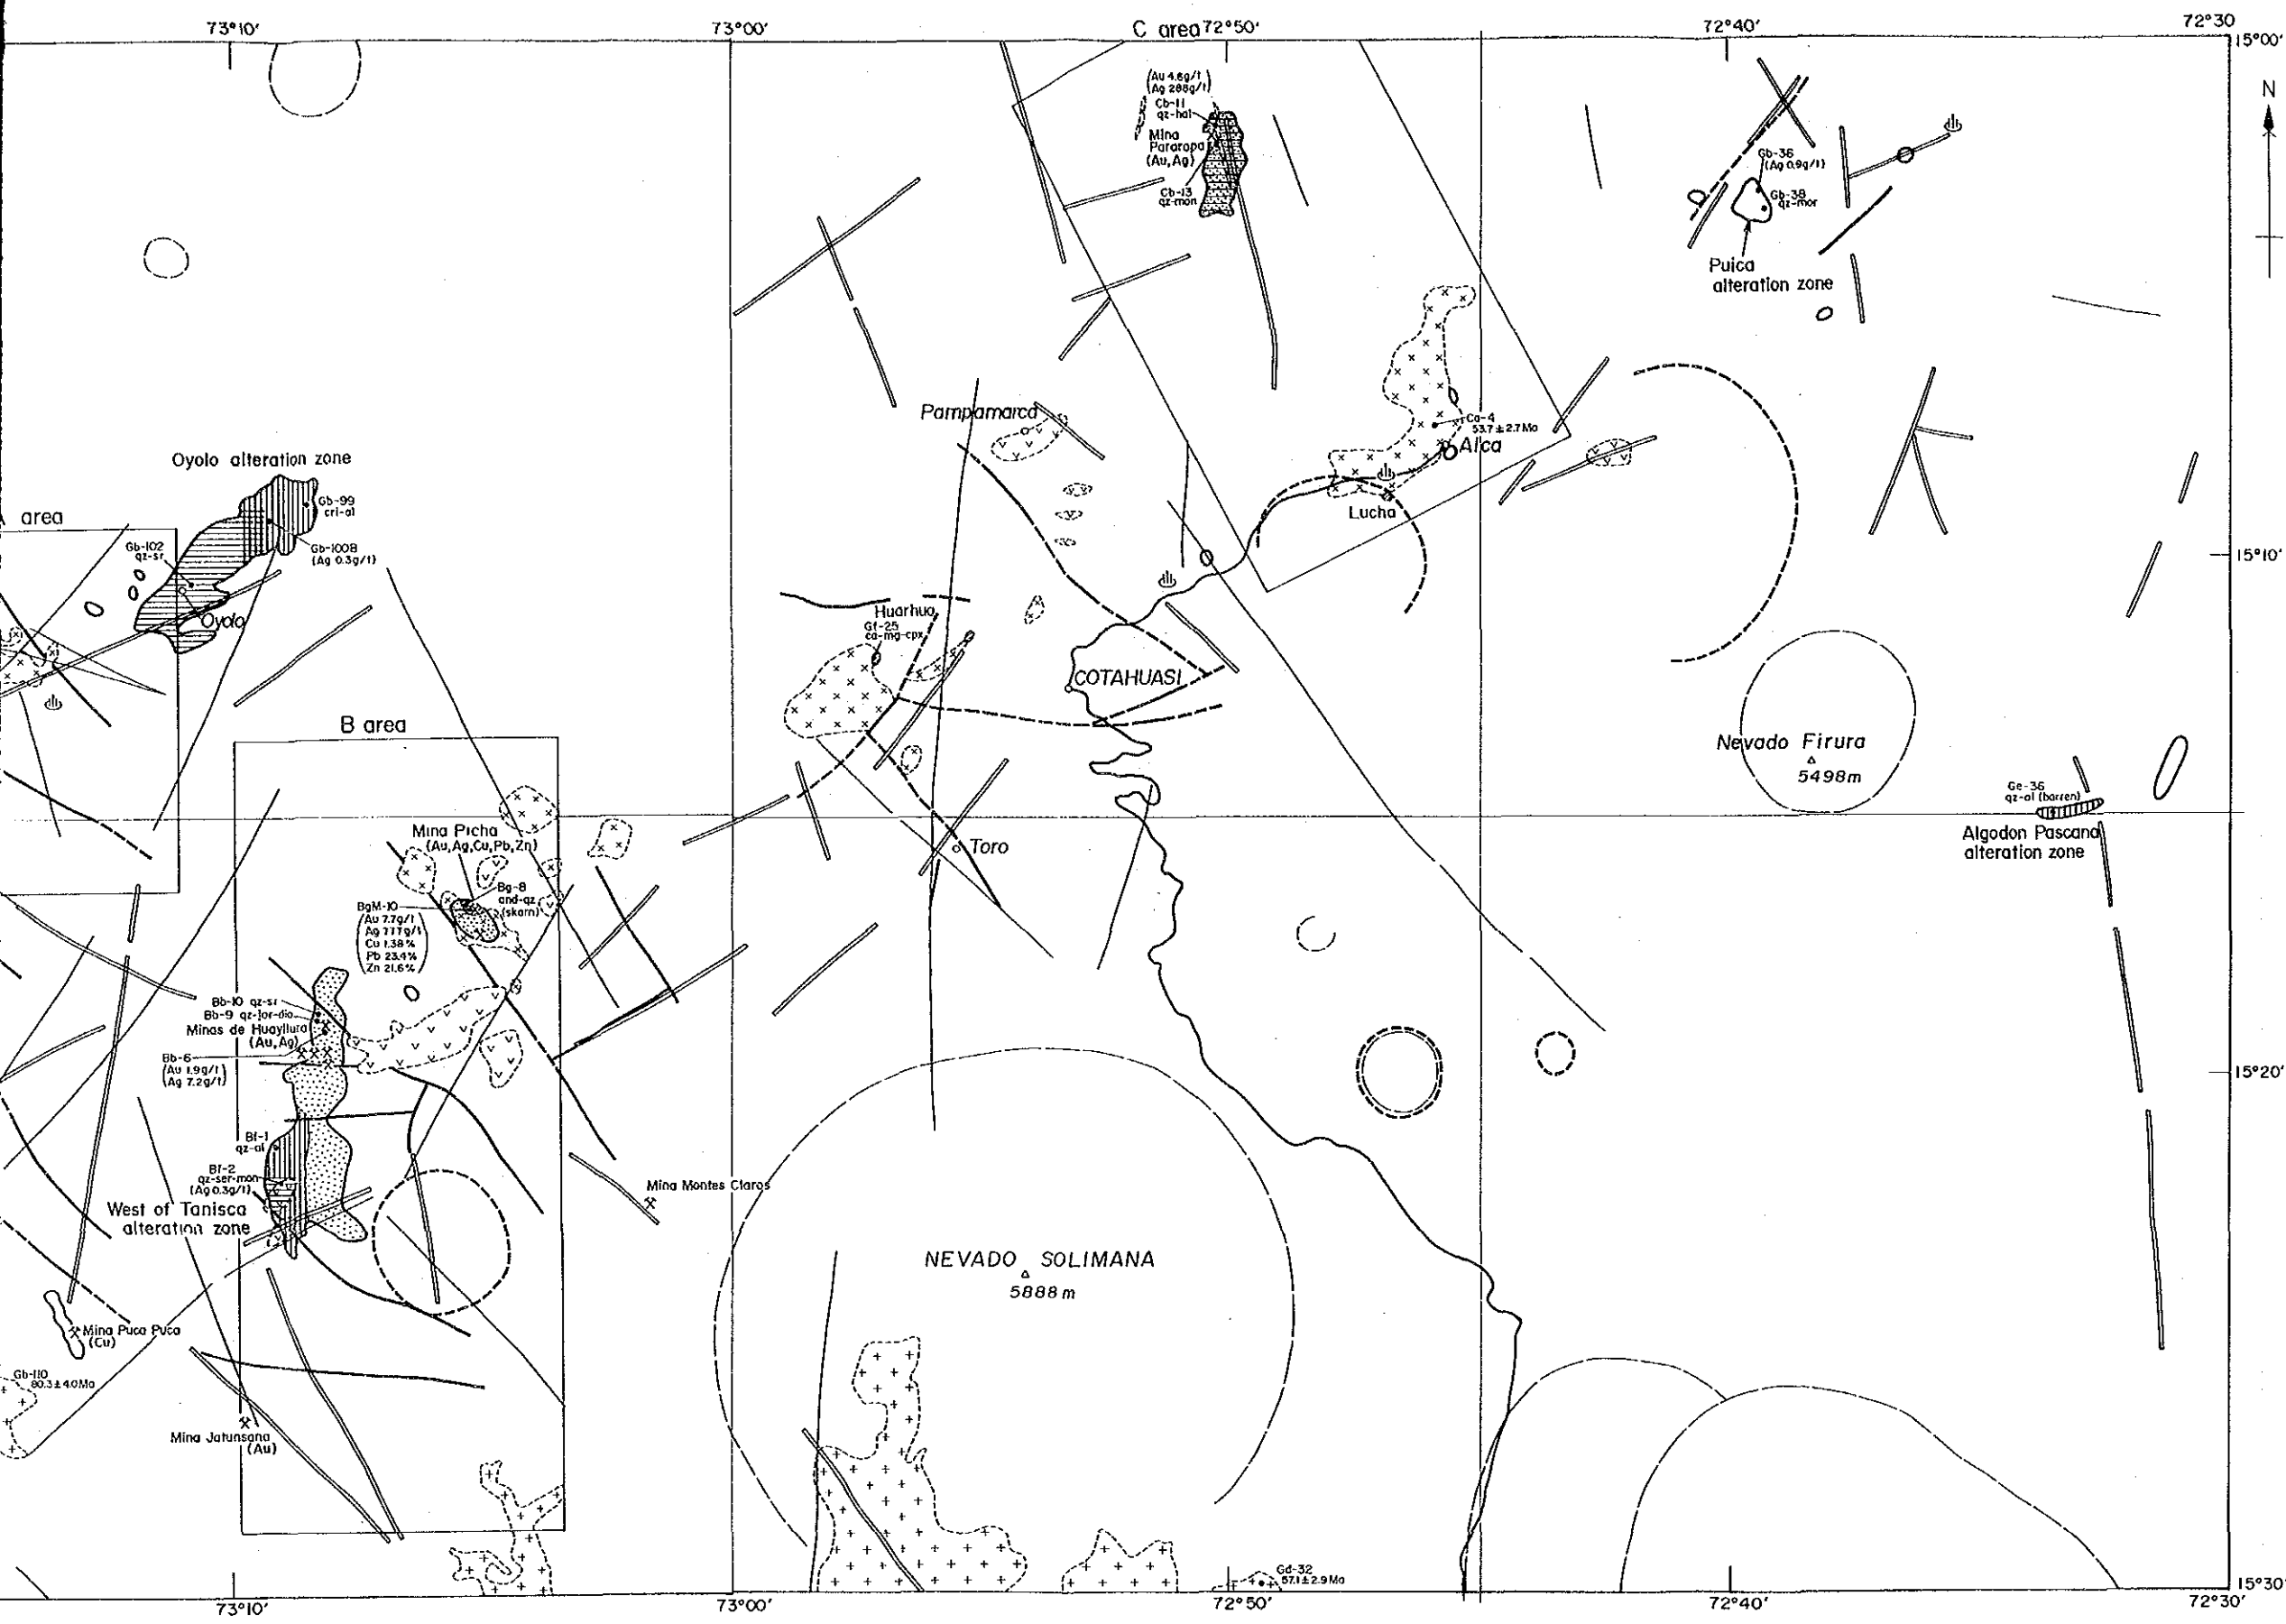 73°10'
73°00'
C area
72°50'
72°40'
72°30
15°00'
N
(Au 4.6g/t)
(Ag 288g/t)
Cb-11
qz-hal
Mina
Pararapa
(Au,Ag)
Cb-13
qz-mon
Gb-36
(Ag 0.9g/t)
Gb-38
qz-mor
Puica
alteration zone
Pampamarca
Ca-4
53.7±2.7Ma
Alca
Lucha
Oyolo alteration zone
Gb-99
cri-al
area
Gb-102
qz-sr
Gb-100B
(Ag 0.3g/t)
Oyolo
15°10'
Huarhua
Gf-25
ca-mg-cpx
COTAHUASI
B area
Nevado Firura
5498m
Ge-36
qz-al (barren)
Algodon Pascana
alteration zone
Mina Picha
(Au,Ag,Cu,Pb,Zn)
Toro
Bg-8
and-qz
(skarn)
BgM-10
(Au 7.7g/t
Ag 777g/t
Cu 1.38%
Pb 23.4%
Zn 21.6%)
Bb-10 qz-sr
Bb-9 qz-jor-dia
Minas de Huayllura
(Au,Ag)
Bb-6
(Au 1.9g/t)
(Ag 7.2g/t)
15°20'
Bf-1
qz-al
Bf-2
qz-ser-mon
(Ag 0.3g/t)
West of Tanisca
alteration zone
Mina Montes Claros
NEVADO SOLIMANA
5888m
Mina Puca Puca
(Cu)
Gb-110
80.3±4.0Ma
Mina Jatunsana
(Au)
Gd-32
57.1±2.9Ma
15°30'
73°10'
73°00'
72°50'
72°40'
72°30'